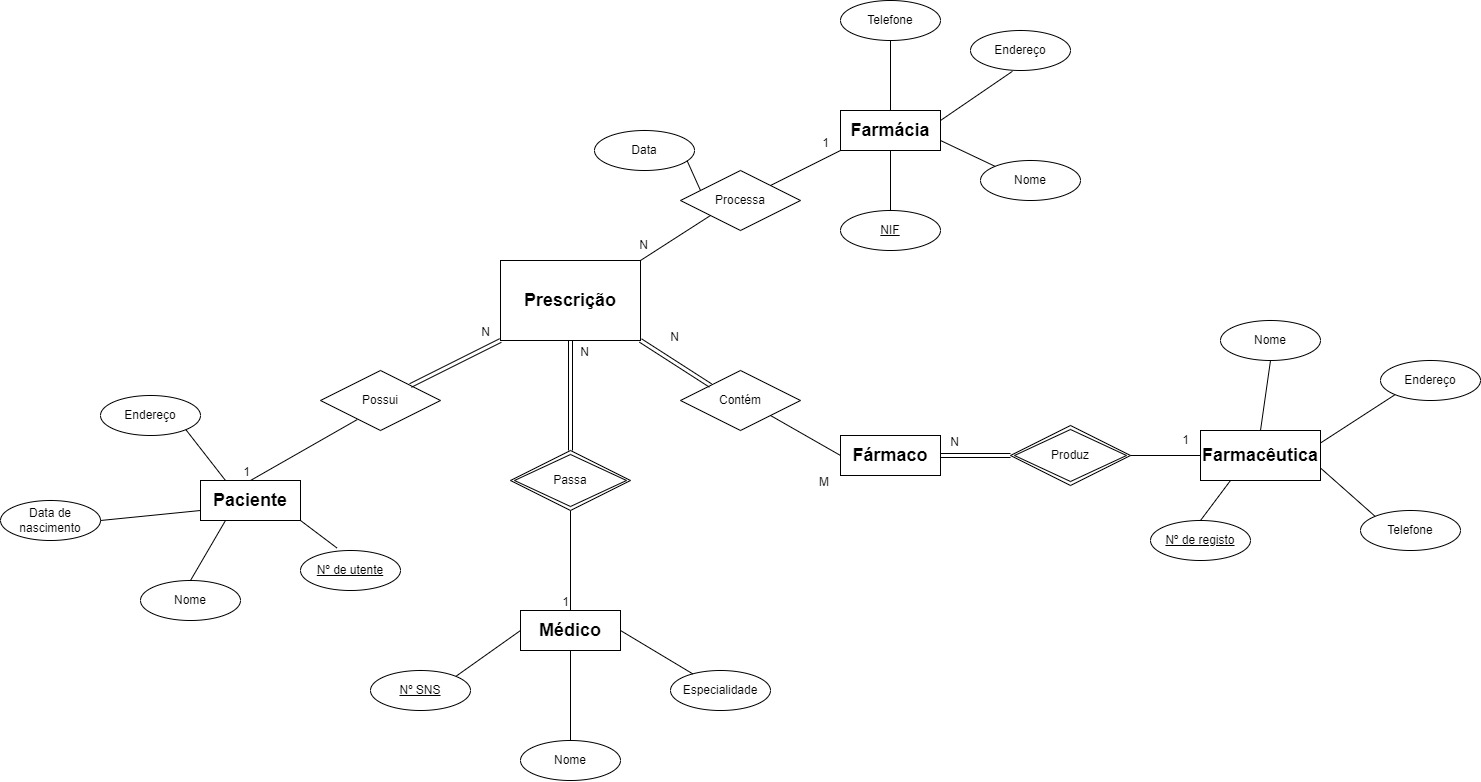 Telefone
Endereço
Farmácia
1
Data
Nome
Processa
NIF
N
Prescrição
N
N
N
Nome
Endereço
Possui
Contém
Endereço
Fármaco
N
Produz
1
Farmacêutica
1
M
Passa
Paciente
Data de
nascimento
Nº de registo
Telefone
Nº de utente
Nome
1
Médico
Nº SNS
Especialidade
Nome